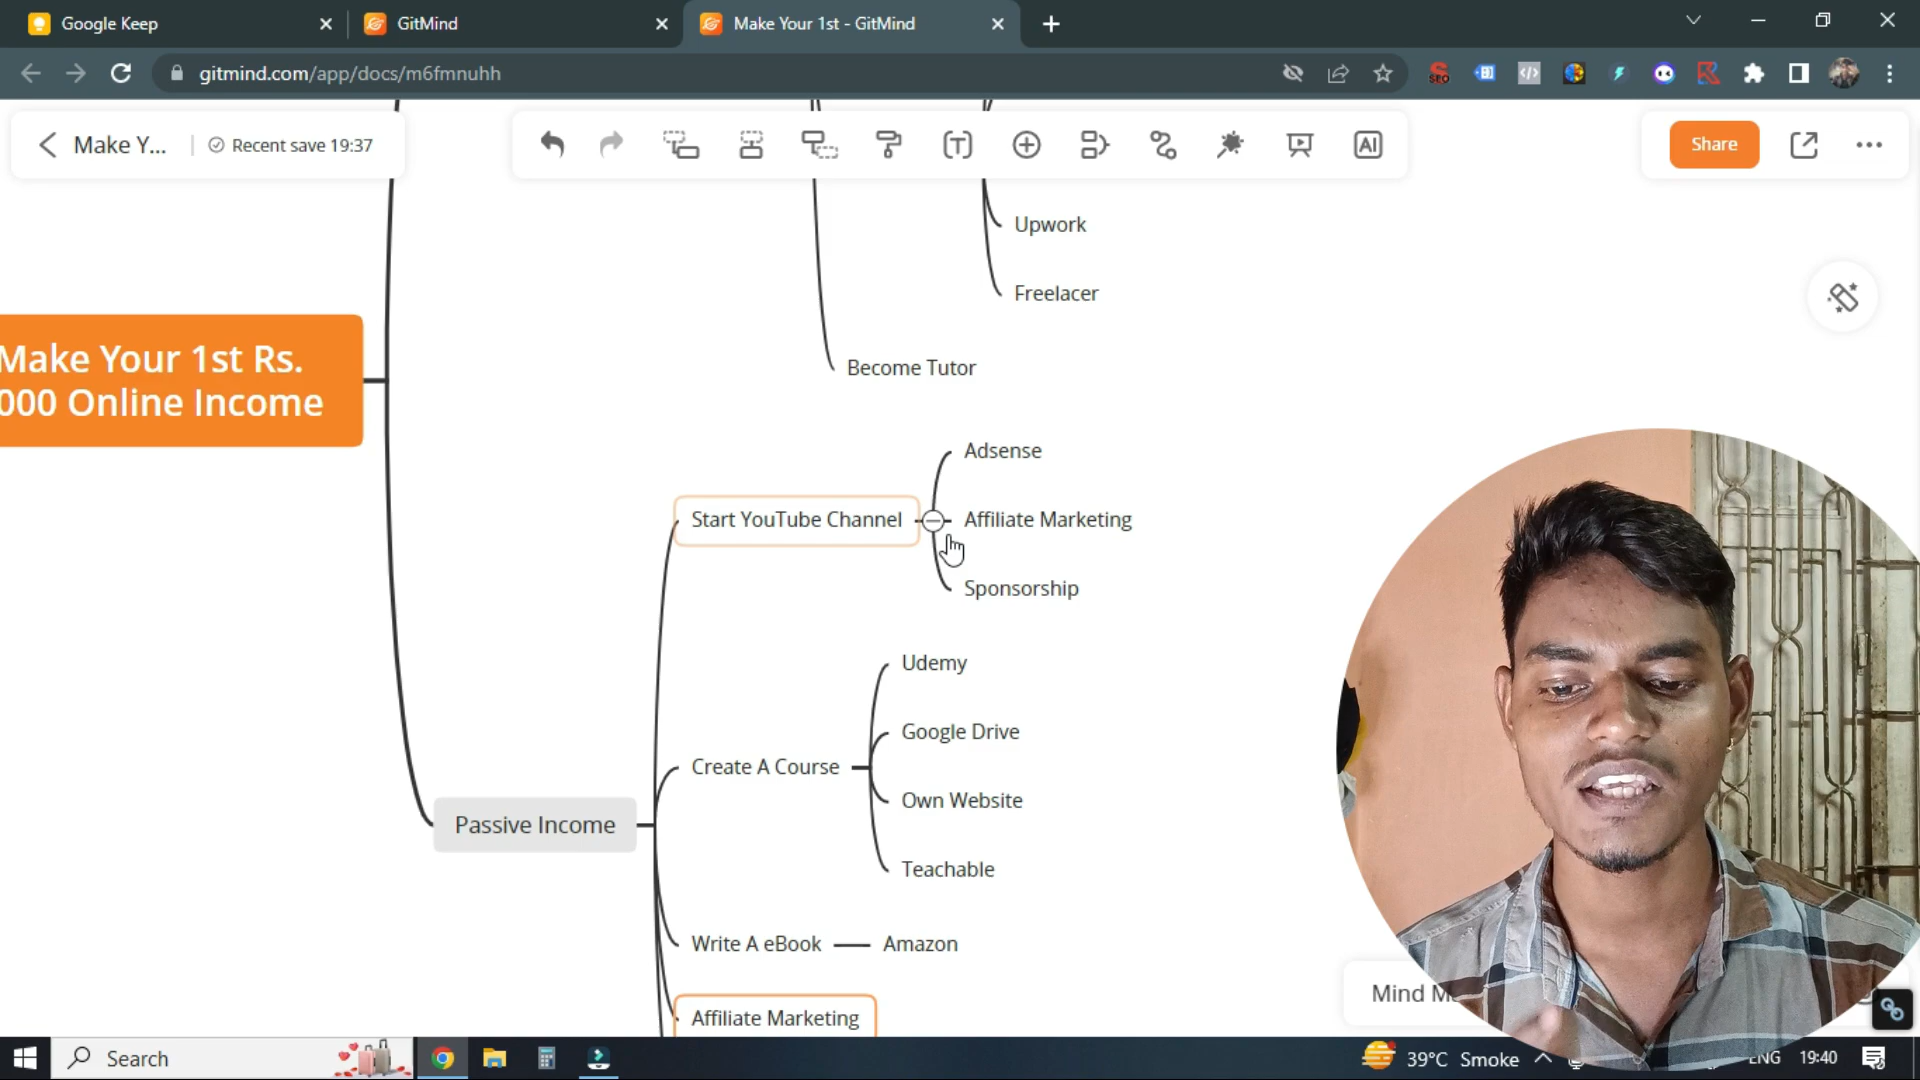 Google Keep
GitMind
Make Your 1st - GitMind
gitmind.com/app/docs/m6fmnuhh
SEO
Make Y...
Recent save 19:37
T
AI
Share
Upwork
Freelacer
Become Tutor
Make Your 1st Rs.
000 Online Income
Adsense
Start YouTube Channel
Affiliate Marketing
Sponsorship
Udemy
Google Drive
Create A Course
Own Website
Passive Income
Teachable
Write A eBook
Amazon
Mind
Affiliate Marketing
Search
39°C Smoke
ENG
19:40